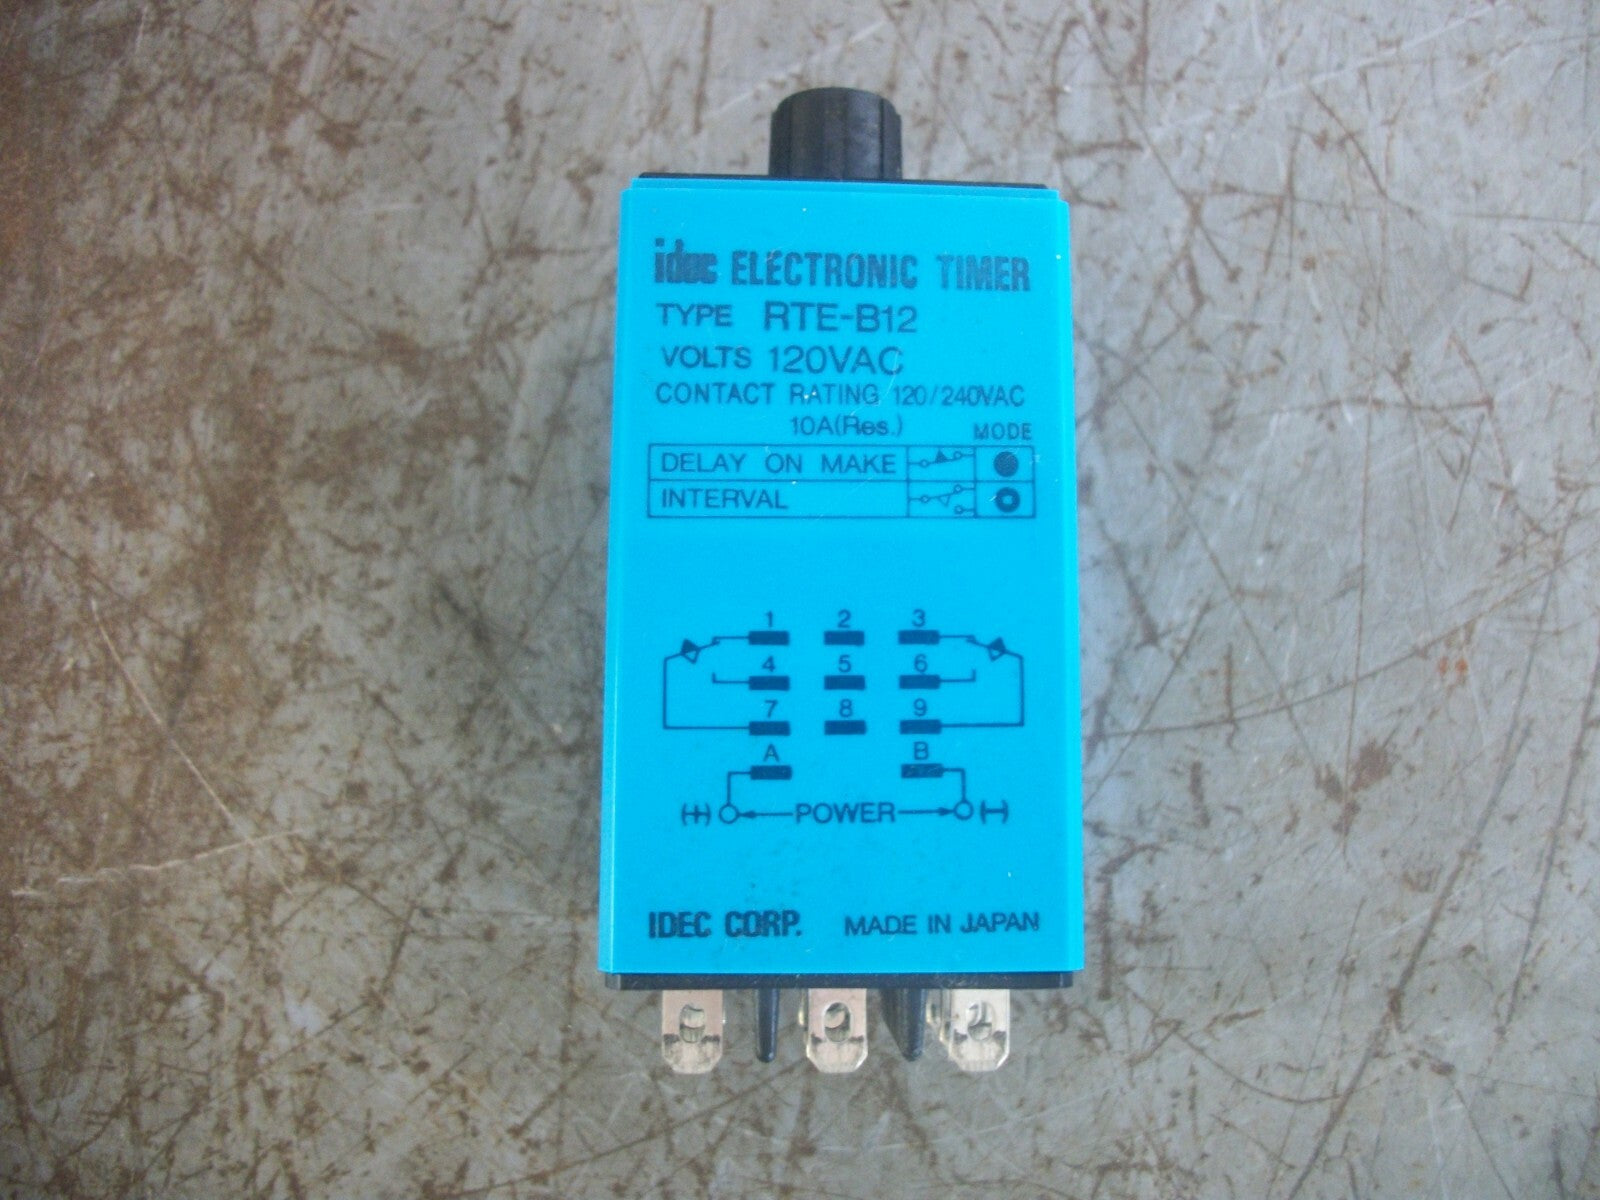 idec ELECTRONIC TIMER
TYPE RTE-B12
VOLTS 120VAC
CONTACT RATING 120/240VAC
10A(Res.)
MODE
DELAY ON MAKE
INTERVAL
1 2 3
4 5 6
7 8 9
A B
(+) POWER (-)
IDEC CORP. MADE IN JAPAN